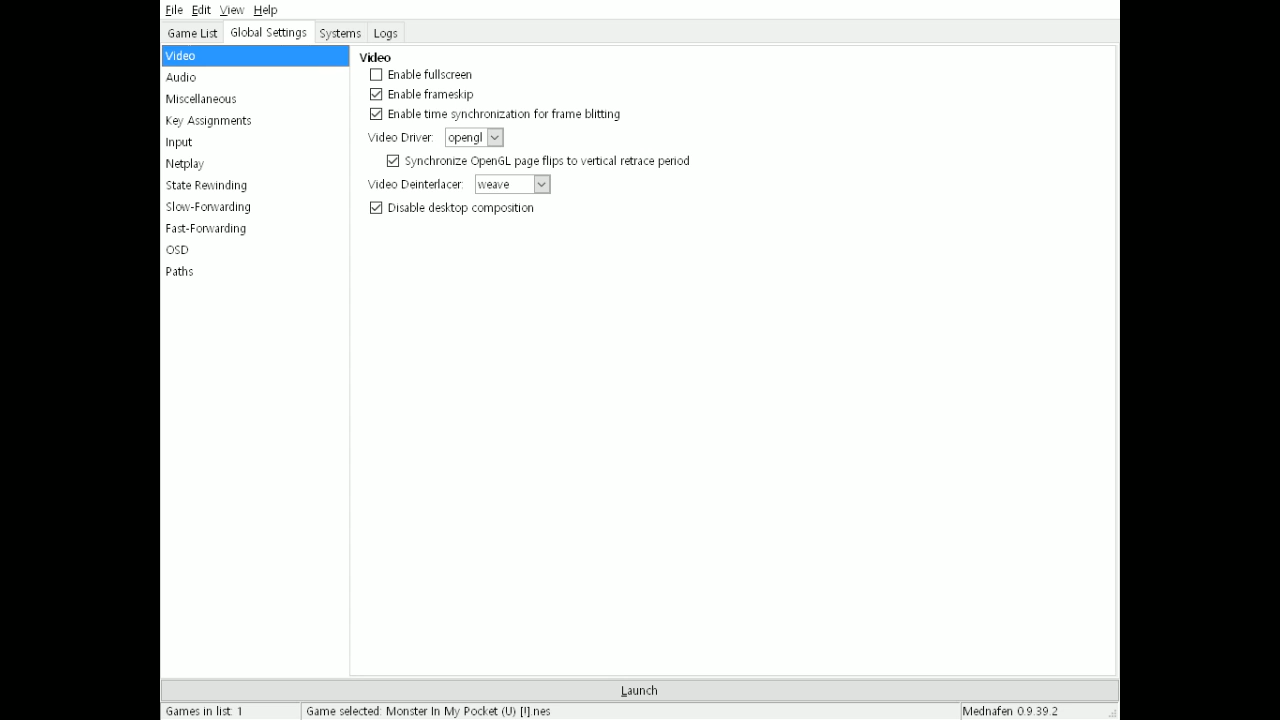 File Edit View Help
Game List Global Settings Systems Logs
Video
Audio
Miscellaneous
Key Assignments
Input
Netplay
State Rewinding
Slow-Forwarding
Fast-Forwarding
OSD
Paths
Video
Enable fullscreen
Enable frameskip
Enable time synchronization for frame blitting
Video Driver: opengl
Synchronize OpenGL page flips to vertical retrace period
Video Deinterlacer: weave
Disable desktop composition
Launch
Games in list: 1 Game selected: Monster In My Pocket (U) [!].nes Mednafen 0.9.39.2